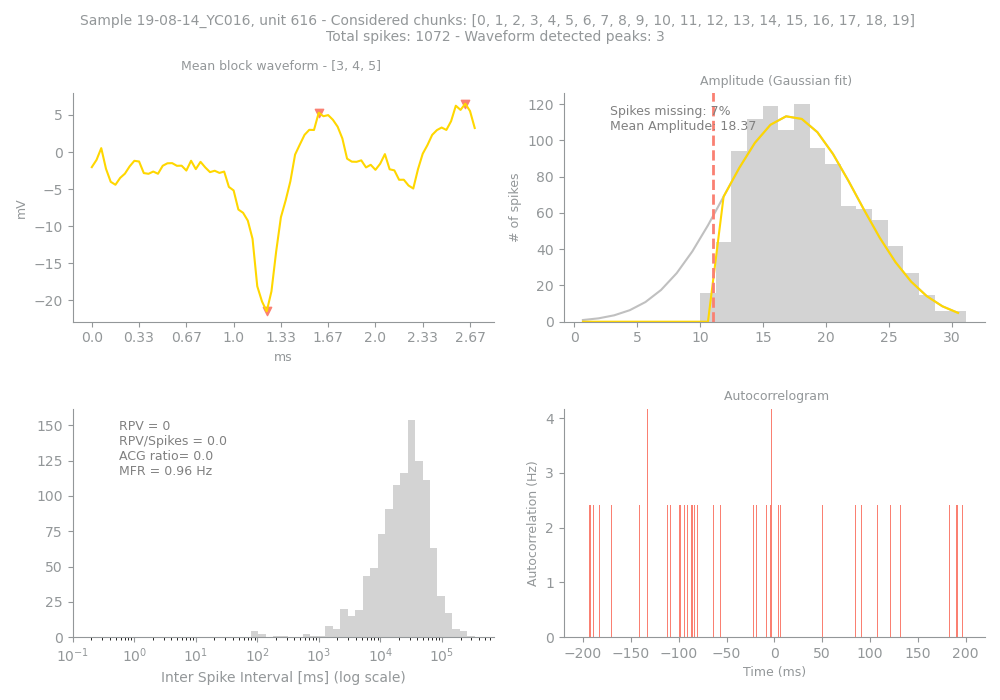 Sample 19-08-14_YC016, unit 616 - Considered chunks: [0, 1, 2, 3, 4, 5, 6, 7, 8, 9, 10, 11, 12, 13, 14, 15, 16, 17, 18, 19]
Total spikes: 1072 - Waveform detected peaks: 3
Mean block waveform - [3, 4, 5]
5
0
−5
−10
−15
−20
mV
0.0 0.33 0.67 1.0 1.33 1.67 2.0 2.33 2.67
ms
Amplitude (Gaussian fit)
Spikes missing: 7%
Mean Amplitude: 18.37
120
100
80
60
40
20
0
# of spikes
0 5 10 15 20 25 30
RPV = 0
RPV/Spikes = 0.0
ACG ratio= 0.0
MFR = 0.96 Hz
150
125
100
75
50
25
0
10⁻¹ 10⁰ 10¹ 10² 10³ 10⁴ 10⁵
Inter Spike Interval [ms] (log scale)
Autocorrelogram
4
3
2
1
0
Autocorrelation (Hz)
−200 −150 −100 −50 0 50 100 150 200
Time (ms)